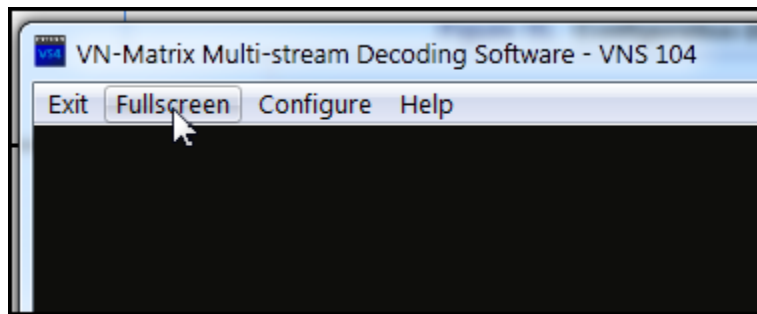 VN-Matrix Multi-stream Decoding Software - VNS 104
Exit Fullscreen Configure Help